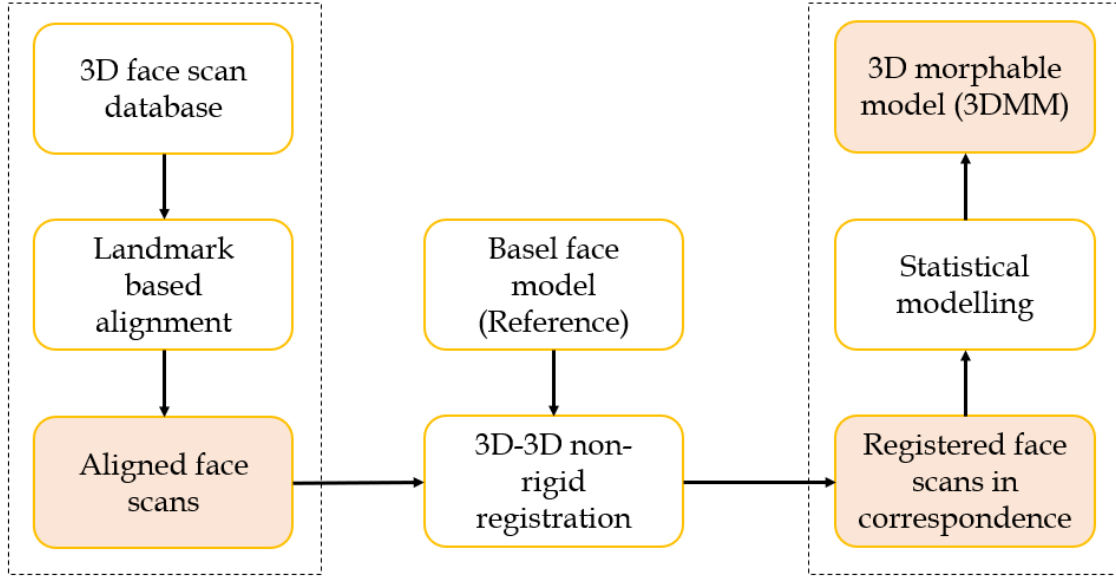 3D face scan
database
Landmark
based
alignment
Aligned face
scans
Basel face
model
(Reference)
3D-3D non-
rigid
registration
3D morphable
model (3DMM)
Statistical
modelling
Registered face
scans in
correspondence